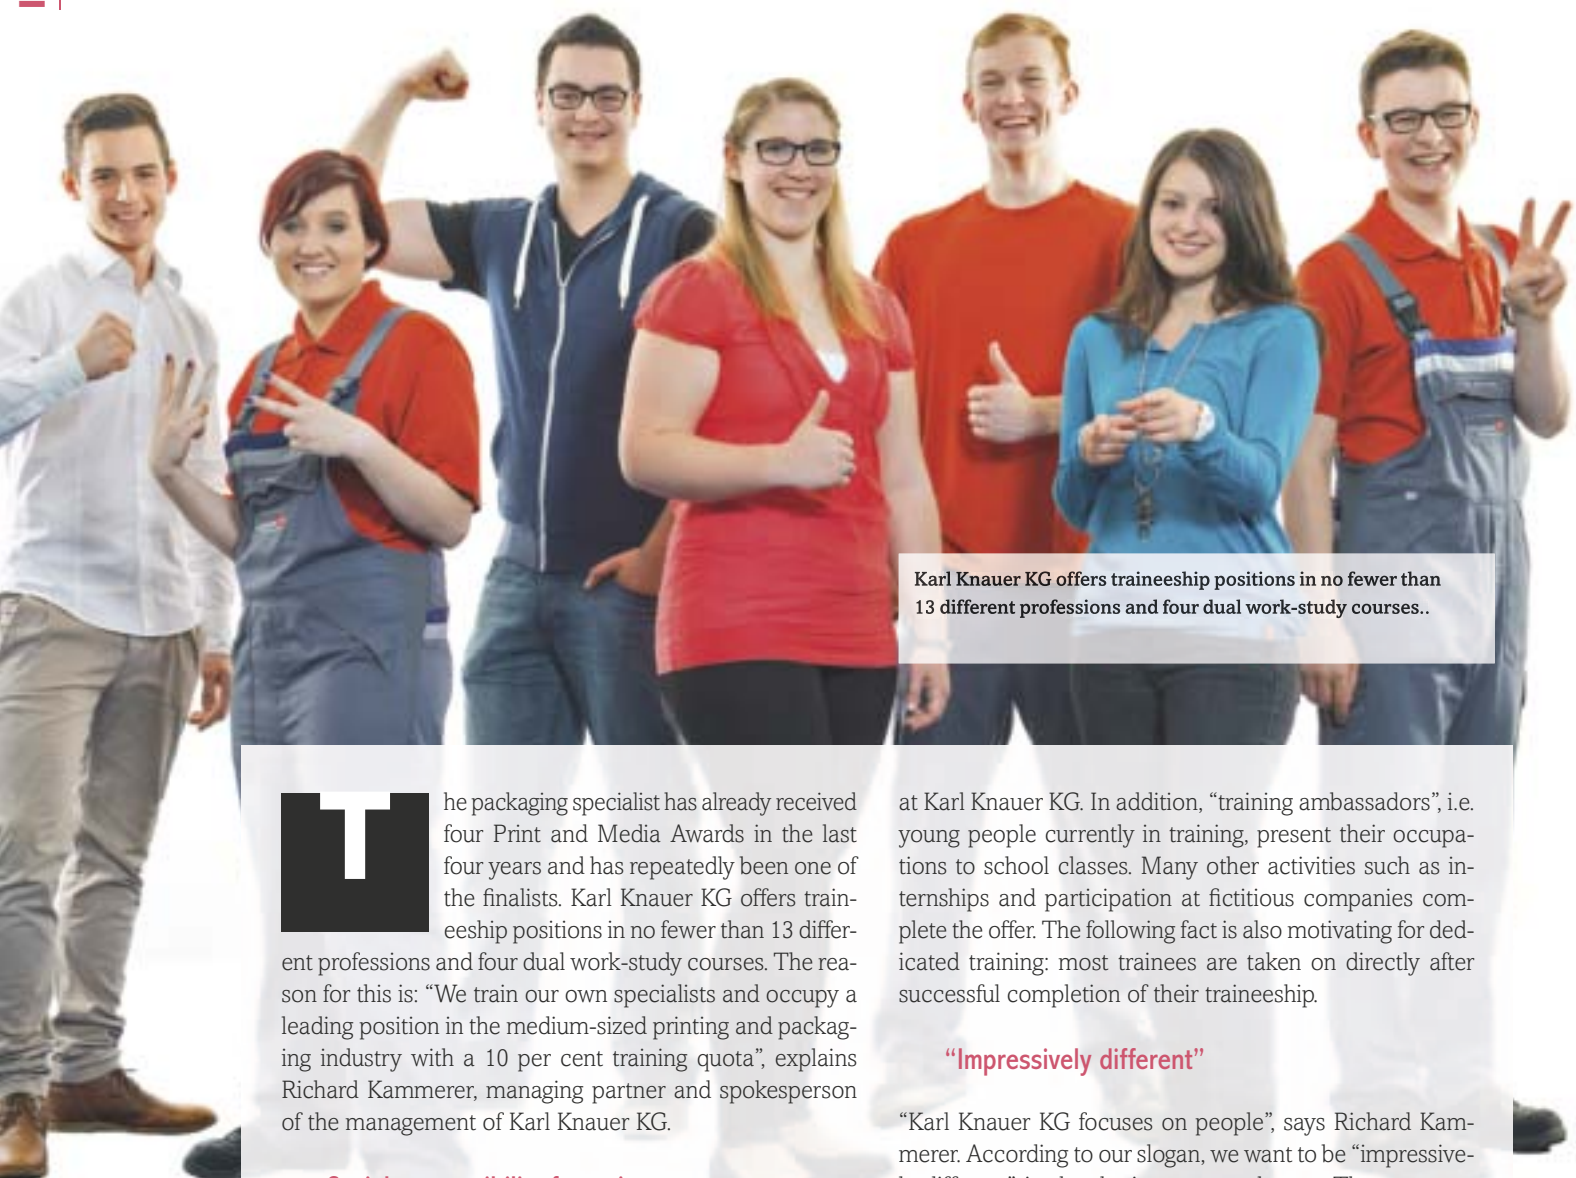 Karl Knauer KG offers traineeship positions in no fewer than
13 different professions and four dual work-study courses..
The packaging specialist has already received
four Print and Media Awards in the last
four years and has repeatedly been one of
the finalists. Karl Knauer KG offers train-
eeship positions in no fewer than 13 differ-
ent professions and four dual work-study courses. The rea-
son for this is: “We train our own specialists and occupy a
leading position in the medium-sized printing and packag-
ing industry with a 10 per cent training quota”, explains
Richard Kammerer, managing partner and spokesperson
of the management of Karl Knauer KG.
at Karl Knauer KG. In addition, “training ambassadors”, i.e.
young people currently in training, present their occupa-
tions to school classes. Many other activities such as in-
ternships and participation at fictitious companies com-
plete the offer. The following fact is also motivating for ded-
icated training: most trainees are taken on directly after
successful completion of their traineeship.
“Impressively different”
“Karl Knauer KG focuses on people”, says Richard Kam-
merer. According to our slogan, we want to be “impressive-